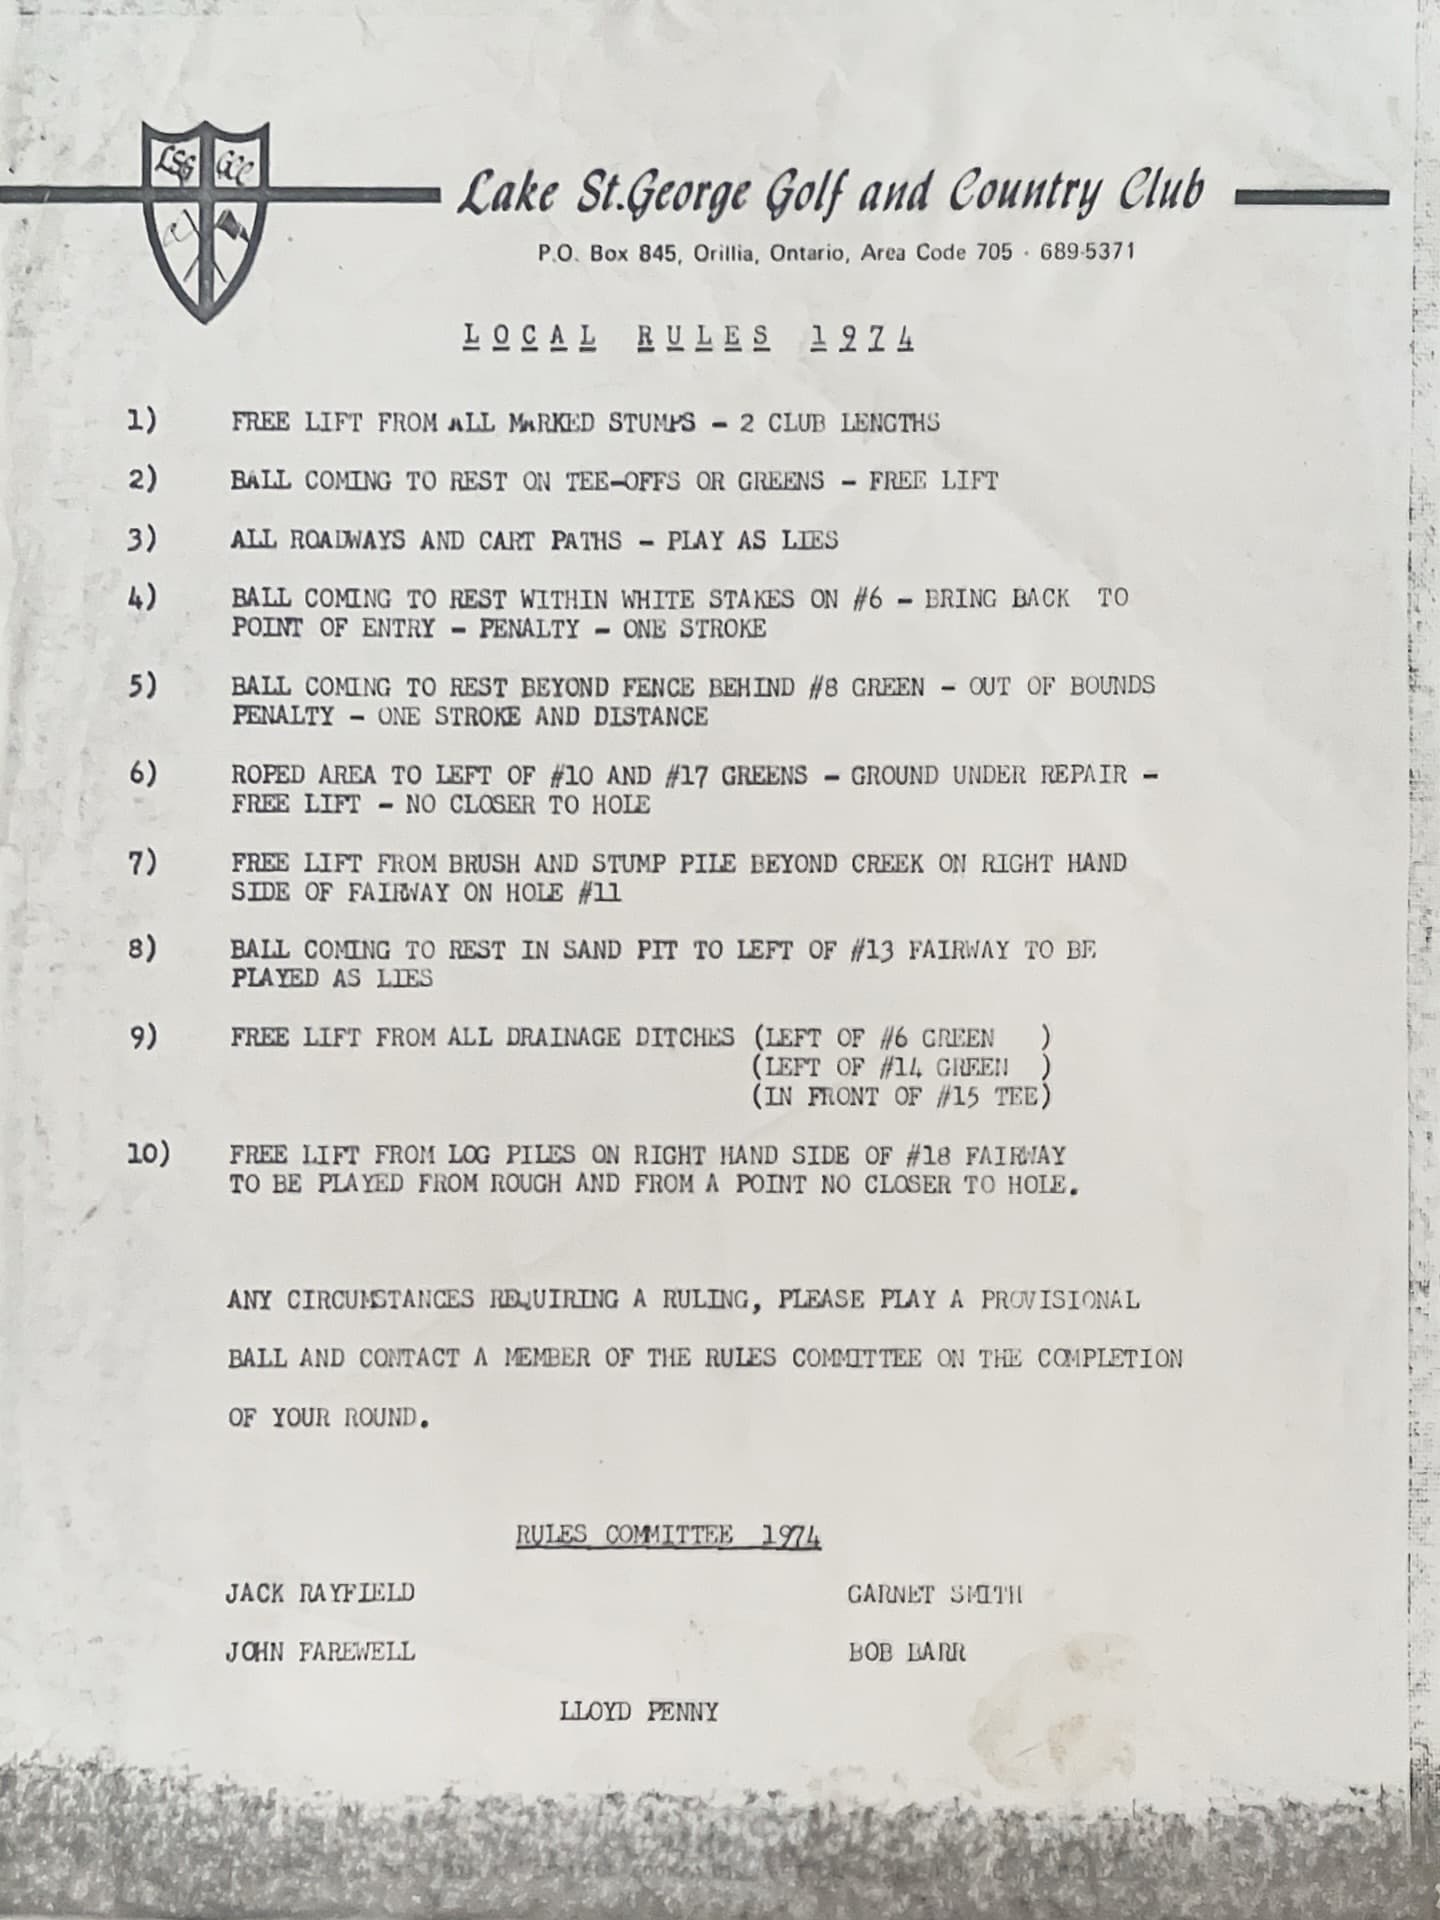 LSG GCC
Lake St.George Golf and Country Club
P.O. Box 845, Orillia, Ontario, Area Code 705 · 689-5371
LOCAL RULES 1974
1) FREE LIFT FROM ALL MARKED STUMPS - 2 CLUB LENGTHS
2) BALL COMING TO REST ON TEE-OFFS OR GREENS - FREE LIFT
3) ALL ROADWAYS AND CART PATHS - PLAY AS LIES
4) BALL COMING TO REST WITHIN WHITE STAKES ON #6 - BRING BACK TO
POINT OF ENTRY - PENALTY - ONE STROKE
5) BALL COMING TO REST BEYOND FENCE BEHIND #8 GREEN - OUT OF BOUNDS
PENALTY - ONE STROKE AND DISTANCE
6) ROPED AREA TO LEFT OF #10 AND #17 GREENS - GROUND UNDER REPAIR -
FREE LIFT - NO CLOSER TO HOLE
7) FREE LIFT FROM BRUSH AND STUMP PILE BEYOND CREEK ON RIGHT HAND
SIDE OF FAIRWAY ON HOLE #11
8) BALL COMING TO REST IN SAND PIT TO LEFT OF #13 FAIRWAY TO BE
PLAYED AS LIES
9) FREE LIFT FROM ALL DRAINAGE DITCHES (LEFT OF #6 GREEN )
(LEFT OF #14 GREEN )
(IN FRONT OF #15 TEE)
10) FREE LIFT FROM LOG PILES ON RIGHT HAND SIDE OF #18 FAIRWAY
TO BE PLAYED FROM ROUGH AND FROM A POINT NO CLOSER TO HOLE.
ANY CIRCUMSTANCES REQUIRING A RULING, PLEASE PLAY A PROVISIONAL
BALL AND CONTACT A MEMBER OF THE RULES COMMITTEE ON THE COMPLETION
OF YOUR ROUND.
RULES COMMITTEE 1974
JACK RAYFIELD GARNET SMITH
JOHN FAREWELL BOB BARR
LLOYD PENNY